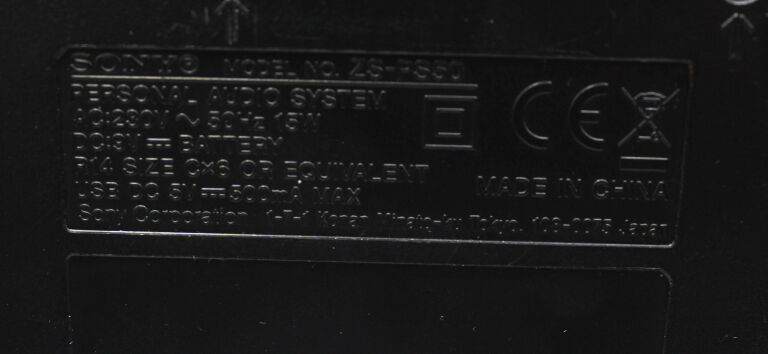 SONY® MODEL NO. ZS-PS50
PERSONAL AUDIO SYSTEM
AC:230V ~ 50Hz 15W
DC:9V ⎓ BATTERY
R14 SIZE C×6 OR EQUIVALENT
USB DC 5V ⎓ 500mA MAX
CE
MADE IN CHINA
Sony Corporation 1-7-1 Konan Minato-ku Tokyo, 108-0075 Japan